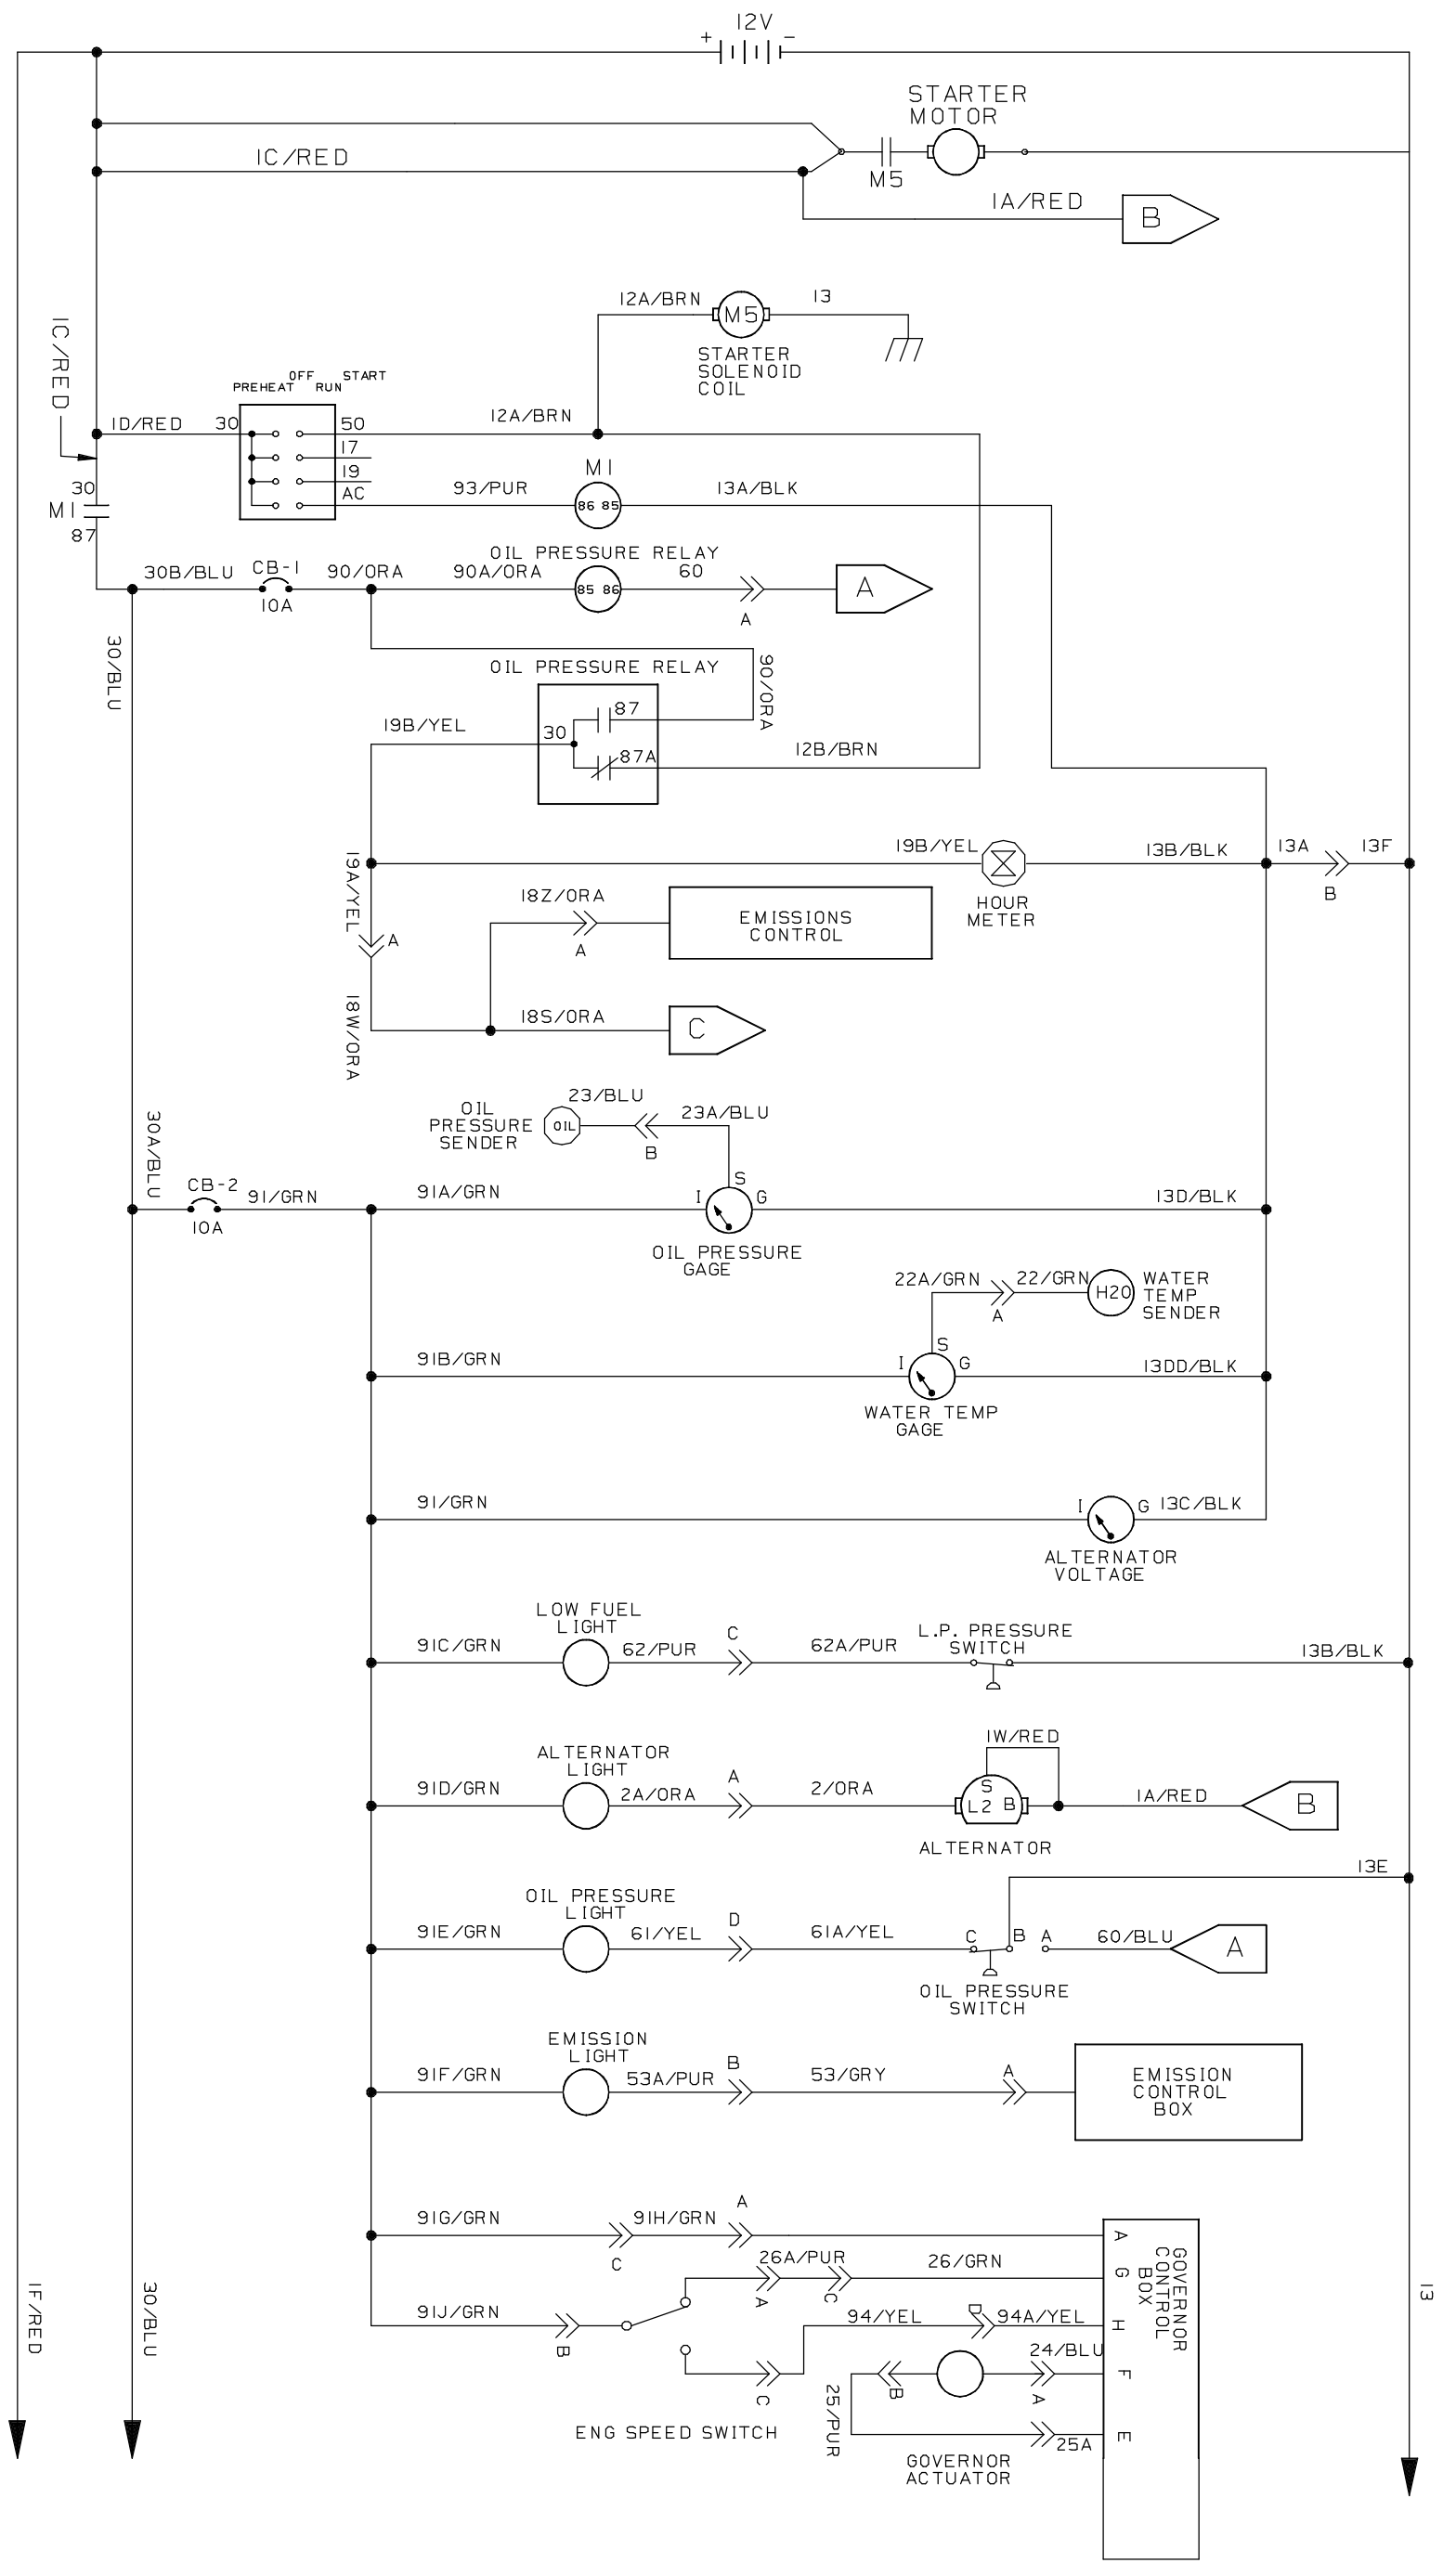 12V
+ -
STARTER
MOTOR
1C/RED
M5
1A/RED
B
12A/BRN
M5
13
STARTER
SOLENOID
COIL
1C/RED
OFF START
PREHEAT RUN
1D/RED
30
50
12A/BRN
17
19
AC
93/PUR
M1
86 85
13A/BLK
30
M1
87
30B/BLU
CB-1
10A
90/ORA
90A/ORA
OIL PRESSURE RELAY
85 86
60
A
A
30/BLU
OIL PRESSURE RELAY
90/ORA
19B/YEL
30
87
87A
12B/BRN
19A/YEL
A
19B/YEL
HOUR
METER
13B/BLK
13A
13F
B
18Z/ORA
A
EMISSIONS
CONTROL
18W/ORA
18S/ORA
C
OIL
PRESSURE
SENDER
OIL
23/BLU
B
23A/BLU
30A/BLU
CB-2
10A
91/GRN
91A/GRN
I
S
G
13D/BLK
OIL PRESSURE
GAGE
22A/GRN
A
22/GRN
H20
WATER
TEMP
SENDER
91B/GRN
I
S
G
13DD/BLK
WATER TEMP
GAGE
91/GRN
I
G
13C/BLK
ALTERNATOR
VOLTAGE
LOW FUEL
LIGHT
91C/GRN
62/PUR
C
62A/PUR
L.P. PRESSURE
SWITCH
13B/BLK
ALTERNATOR
LIGHT
91D/GRN
2A/ORA
A
2/ORA
1W/RED
S
L2 B
ALTERNATOR
1A/RED
B
13E
OIL PRESSURE
LIGHT
91E/GRN
61/YEL
D
61A/YEL
C
B
A
60/BLU
A
OIL PRESSURE
SWITCH
EMISSION
LIGHT
91F/GRN
53A/PUR
B
53/GRY
A
EMISSION
CONTROL
BOX
91G/GRN
C
91H/GRN
A
A
GOVERNOR
CONTROL
BOX
26A/PUR
A
C
26/GRN
G
91J/GRN
B
94/YEL
D
94A/YEL
H
C
24/BLU
A
F
B
25/PUR
25A
E
ENG SPEED SWITCH
GOVERNOR
ACTUATOR
1F/RED
30/BLU
13